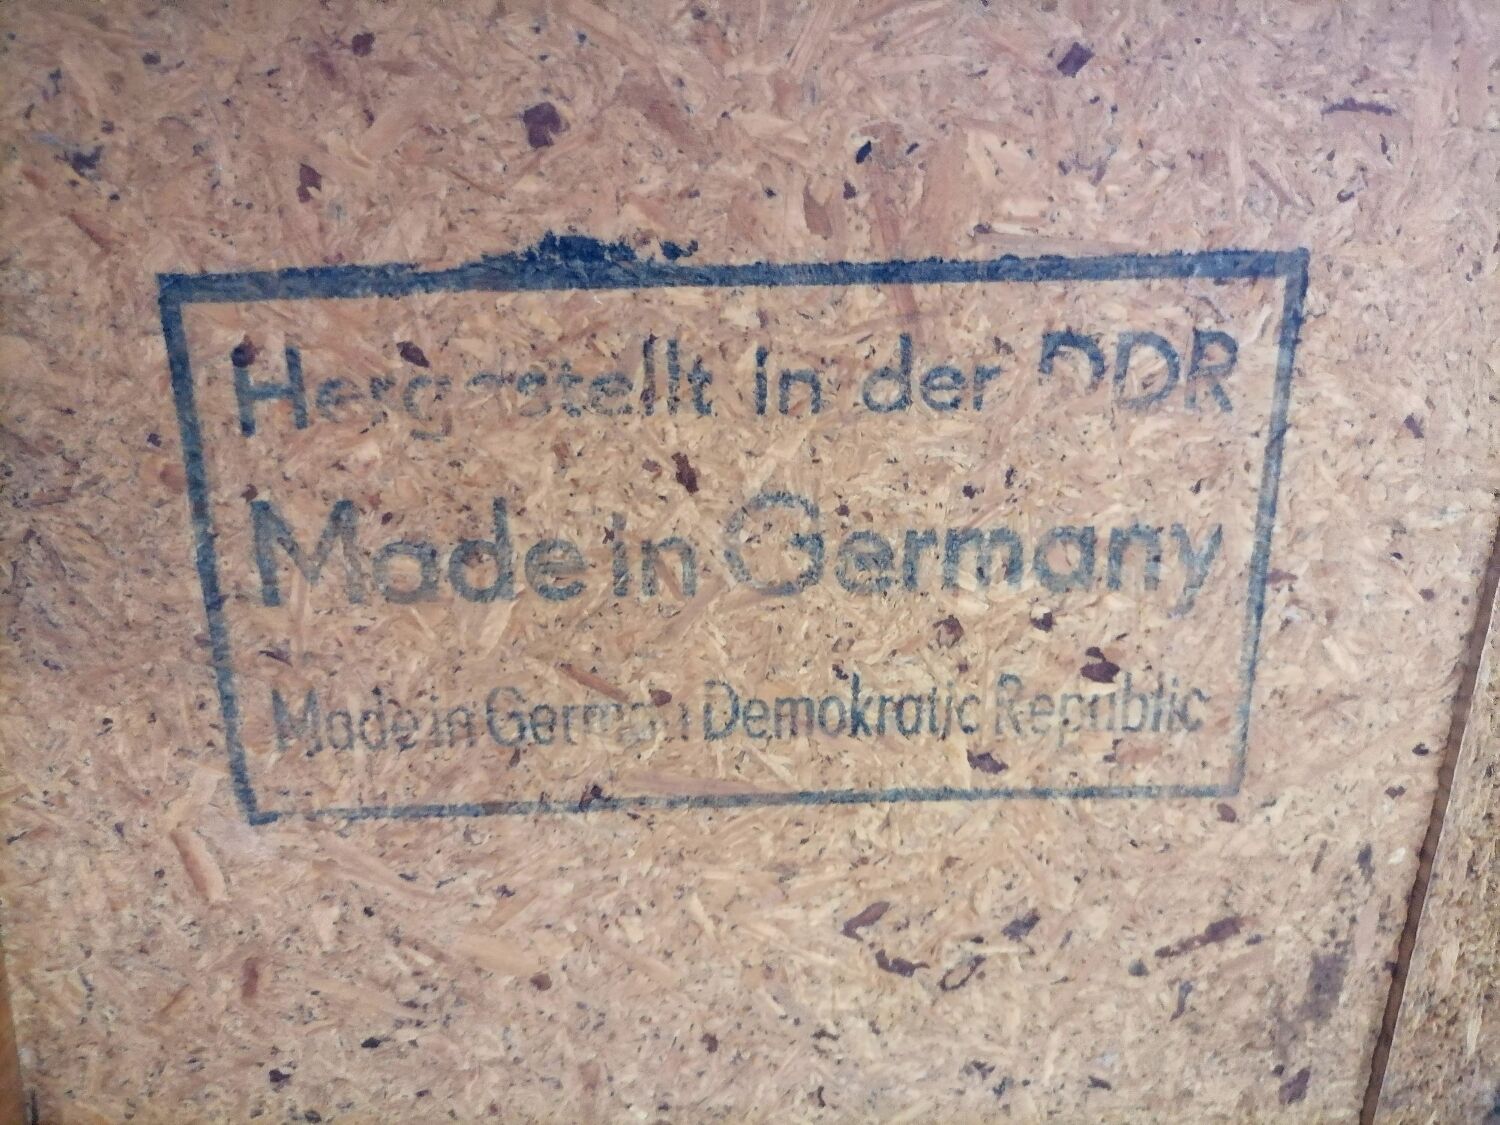 Hergestellt in der DDR
Made in Germany
Made in German Demokratic Republic